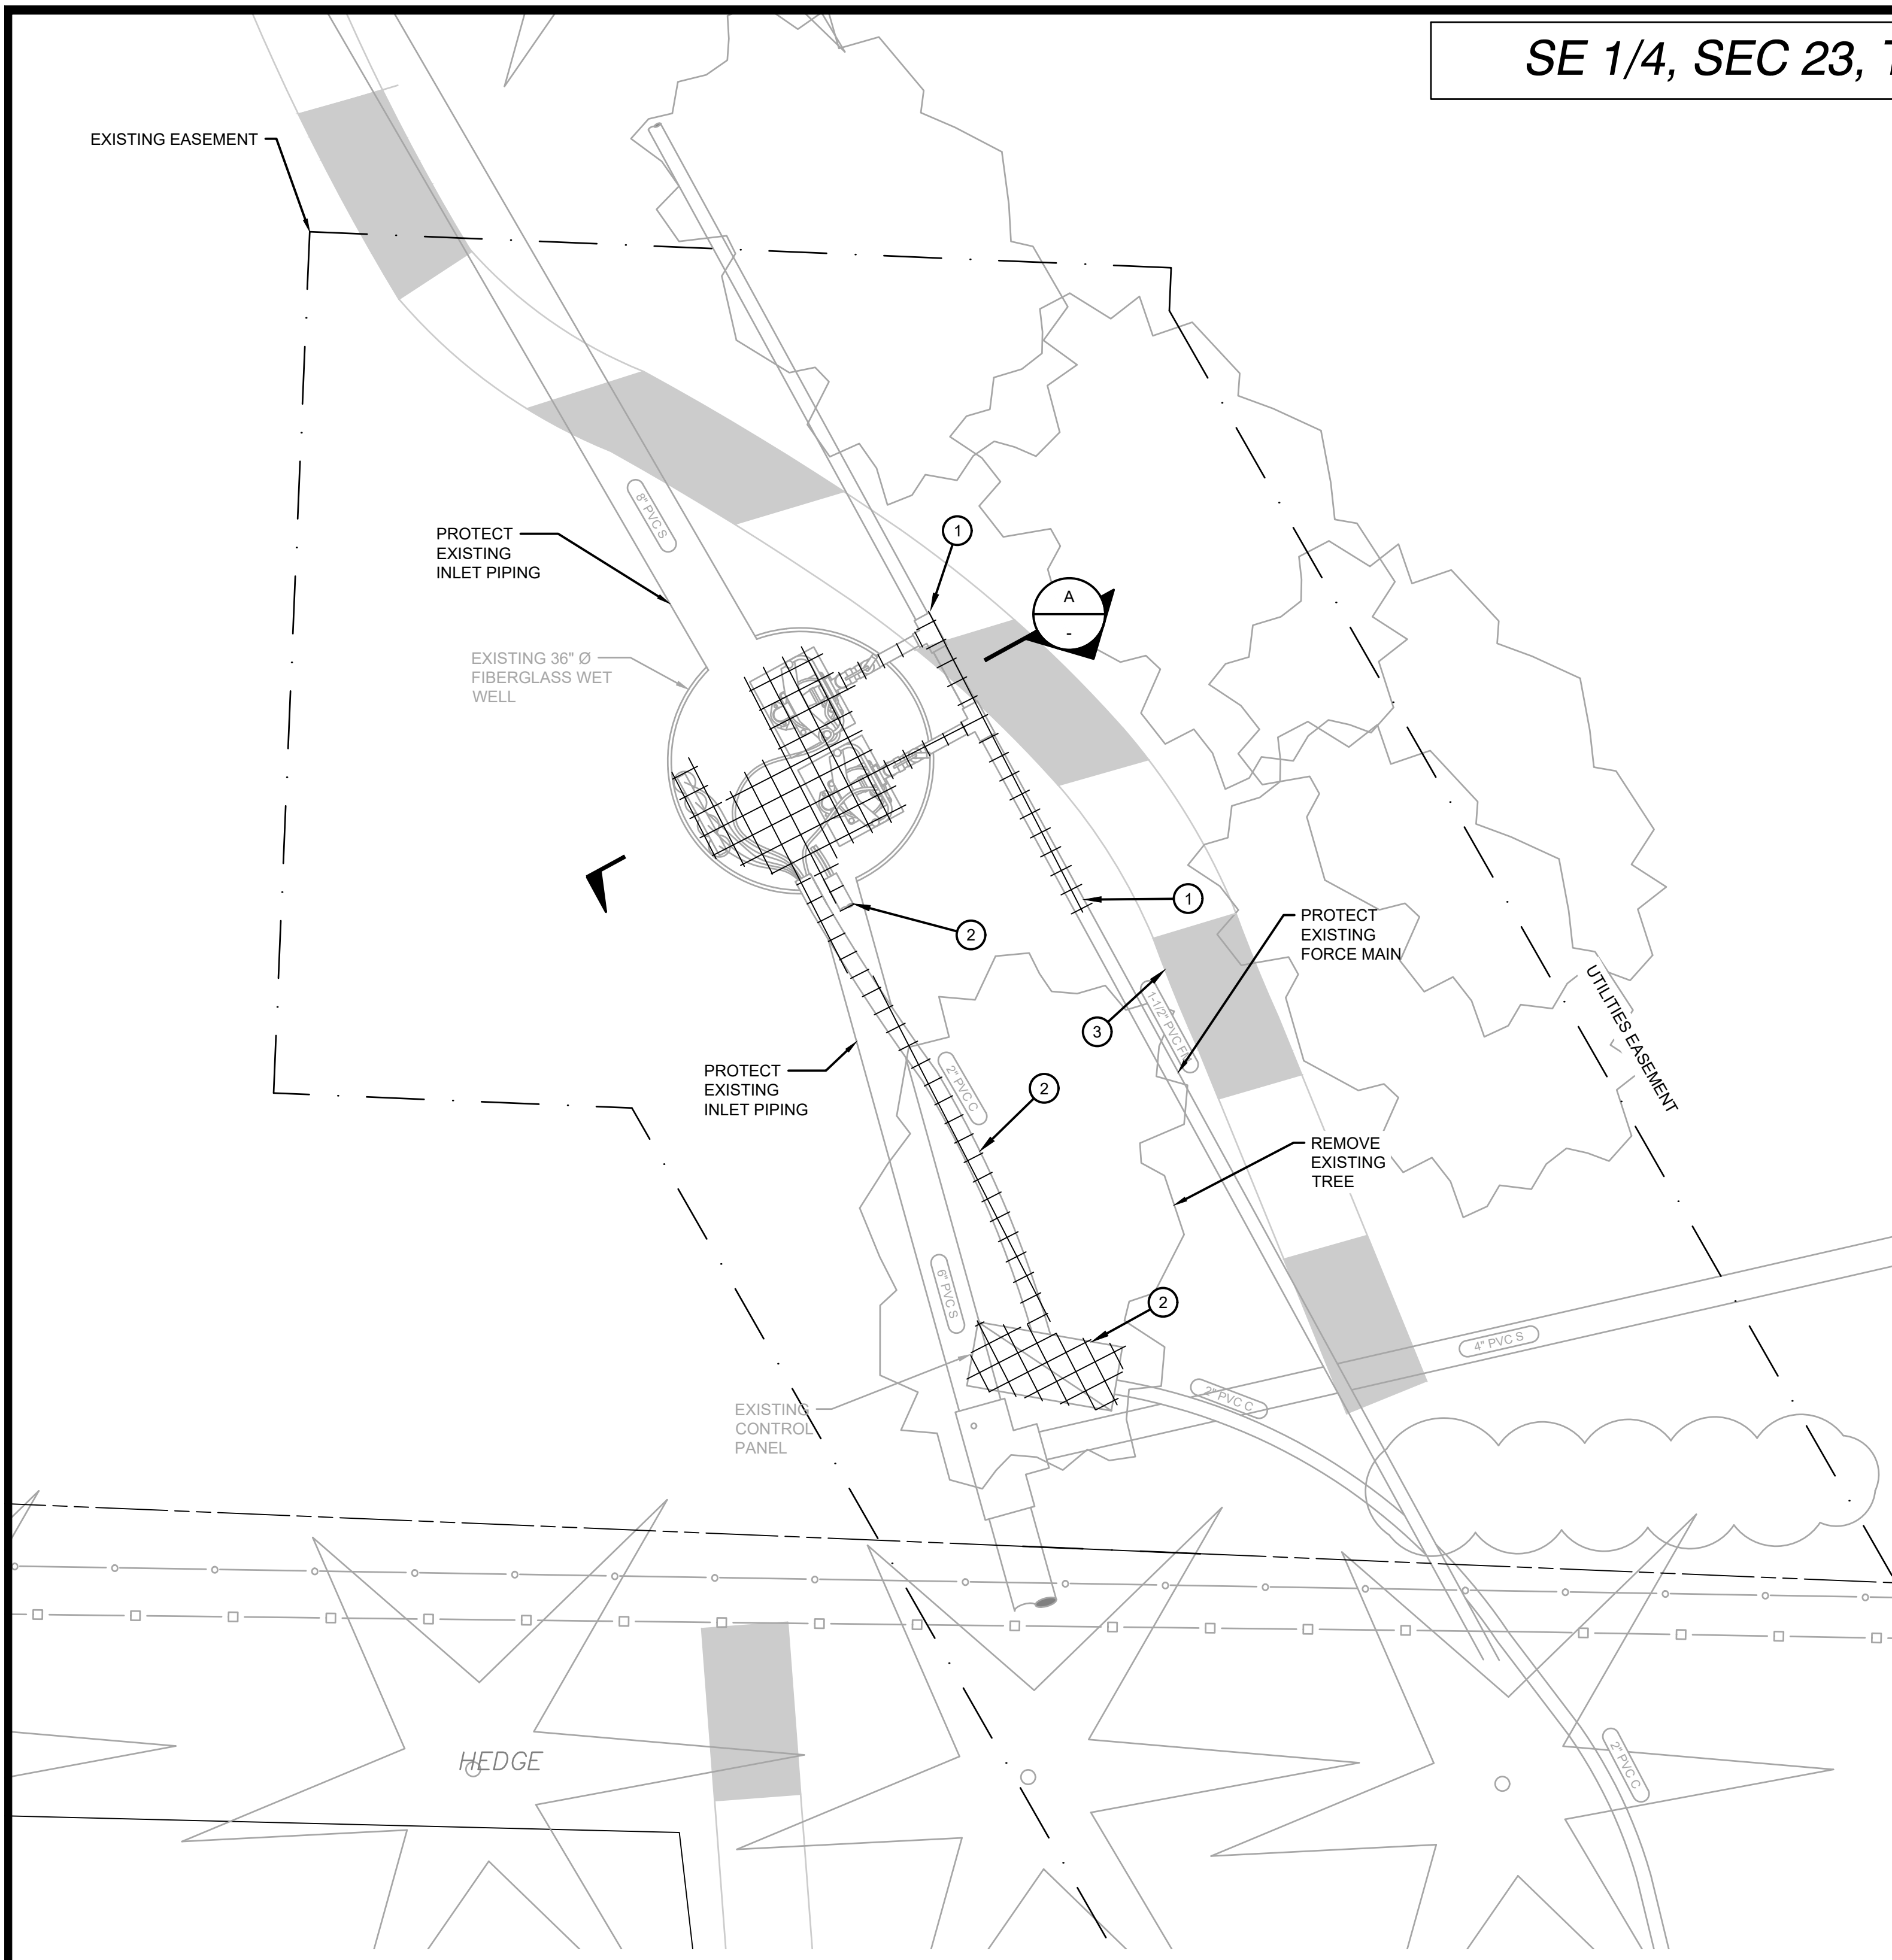 SE 1/4, SEC 23,
EXISTING EASEMENT
8" PVC S
PROTECT
EXISTING
INLET PIPING
1
A
-
EXISTING 36" Ø
FIBERGLASS WET
WELL
1
2
PROTECT
EXISTING
FORCE MAIN
UTILITIES EASEMENT
3
1-1/2" PVC FM
PROTECT
EXISTING
INLET PIPING
2" PVC C
2
REMOVE
EXISTING
TREE
6" PVC S
2
4" PVC S
2" PVC C
EXISTING
CONTROL
PANEL
HEDGE
2" PVC C